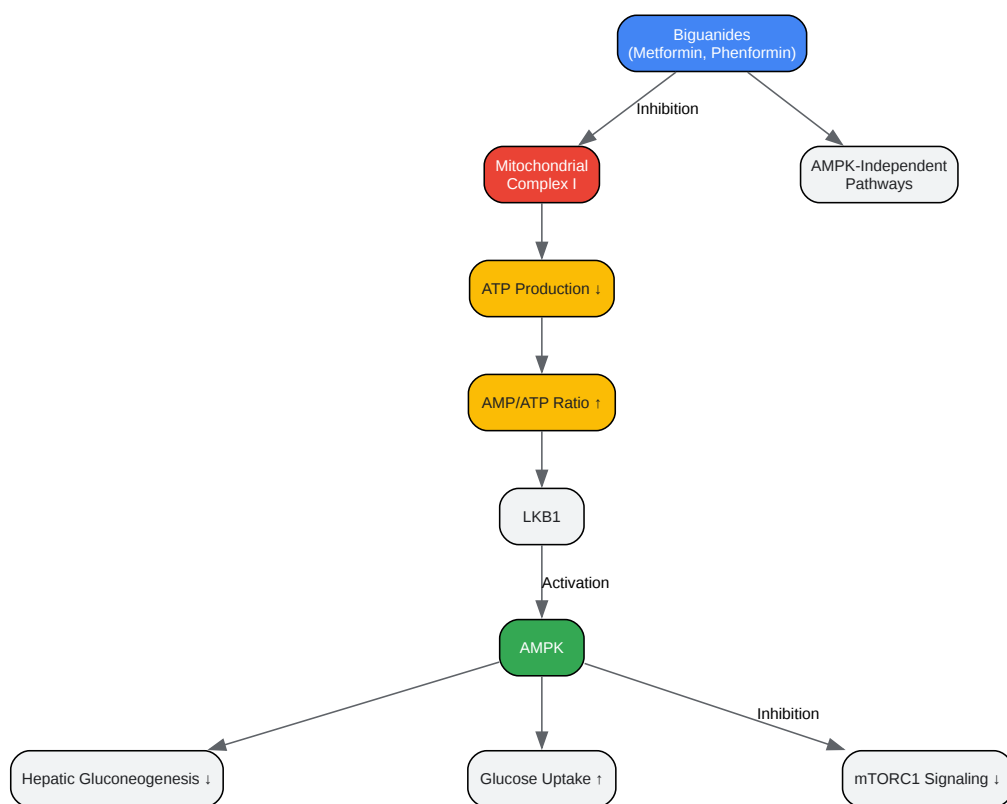 Biguanides
(Metformin, Phenformin)
Inhibition
Mitochondrial
Complex I
AMPK-Independent
Pathways
ATP Production ↓
AMP/ATP Ratio ↑
LKB1
Activation
AMPK
Inhibition
Hepatic Gluconeogenesis ↓
Glucose Uptake ↑
mTORC1 Signaling ↓